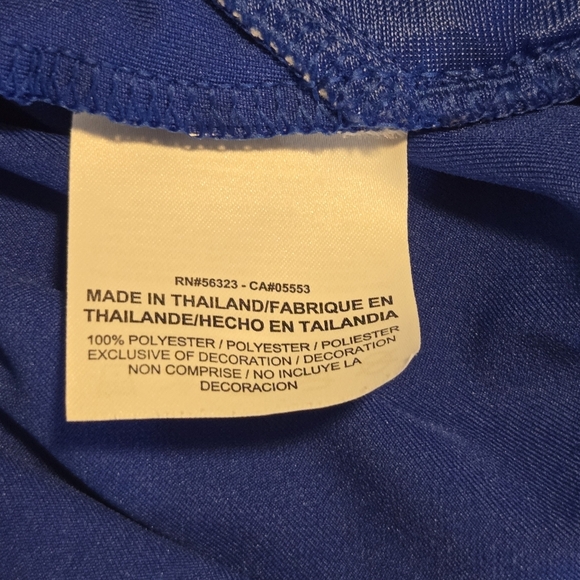 RN#56323 - CA#05553
MADE IN THAILAND/FABRIQUE EN
THAILANDE/HECHO EN TAILANDIA
100% POLYESTER / POLYESTER / POLIESTER
EXCLUSIVE OF DECORATION / DECORATION
NON COMPRISE / NO INCLUYE LA
DECORACION